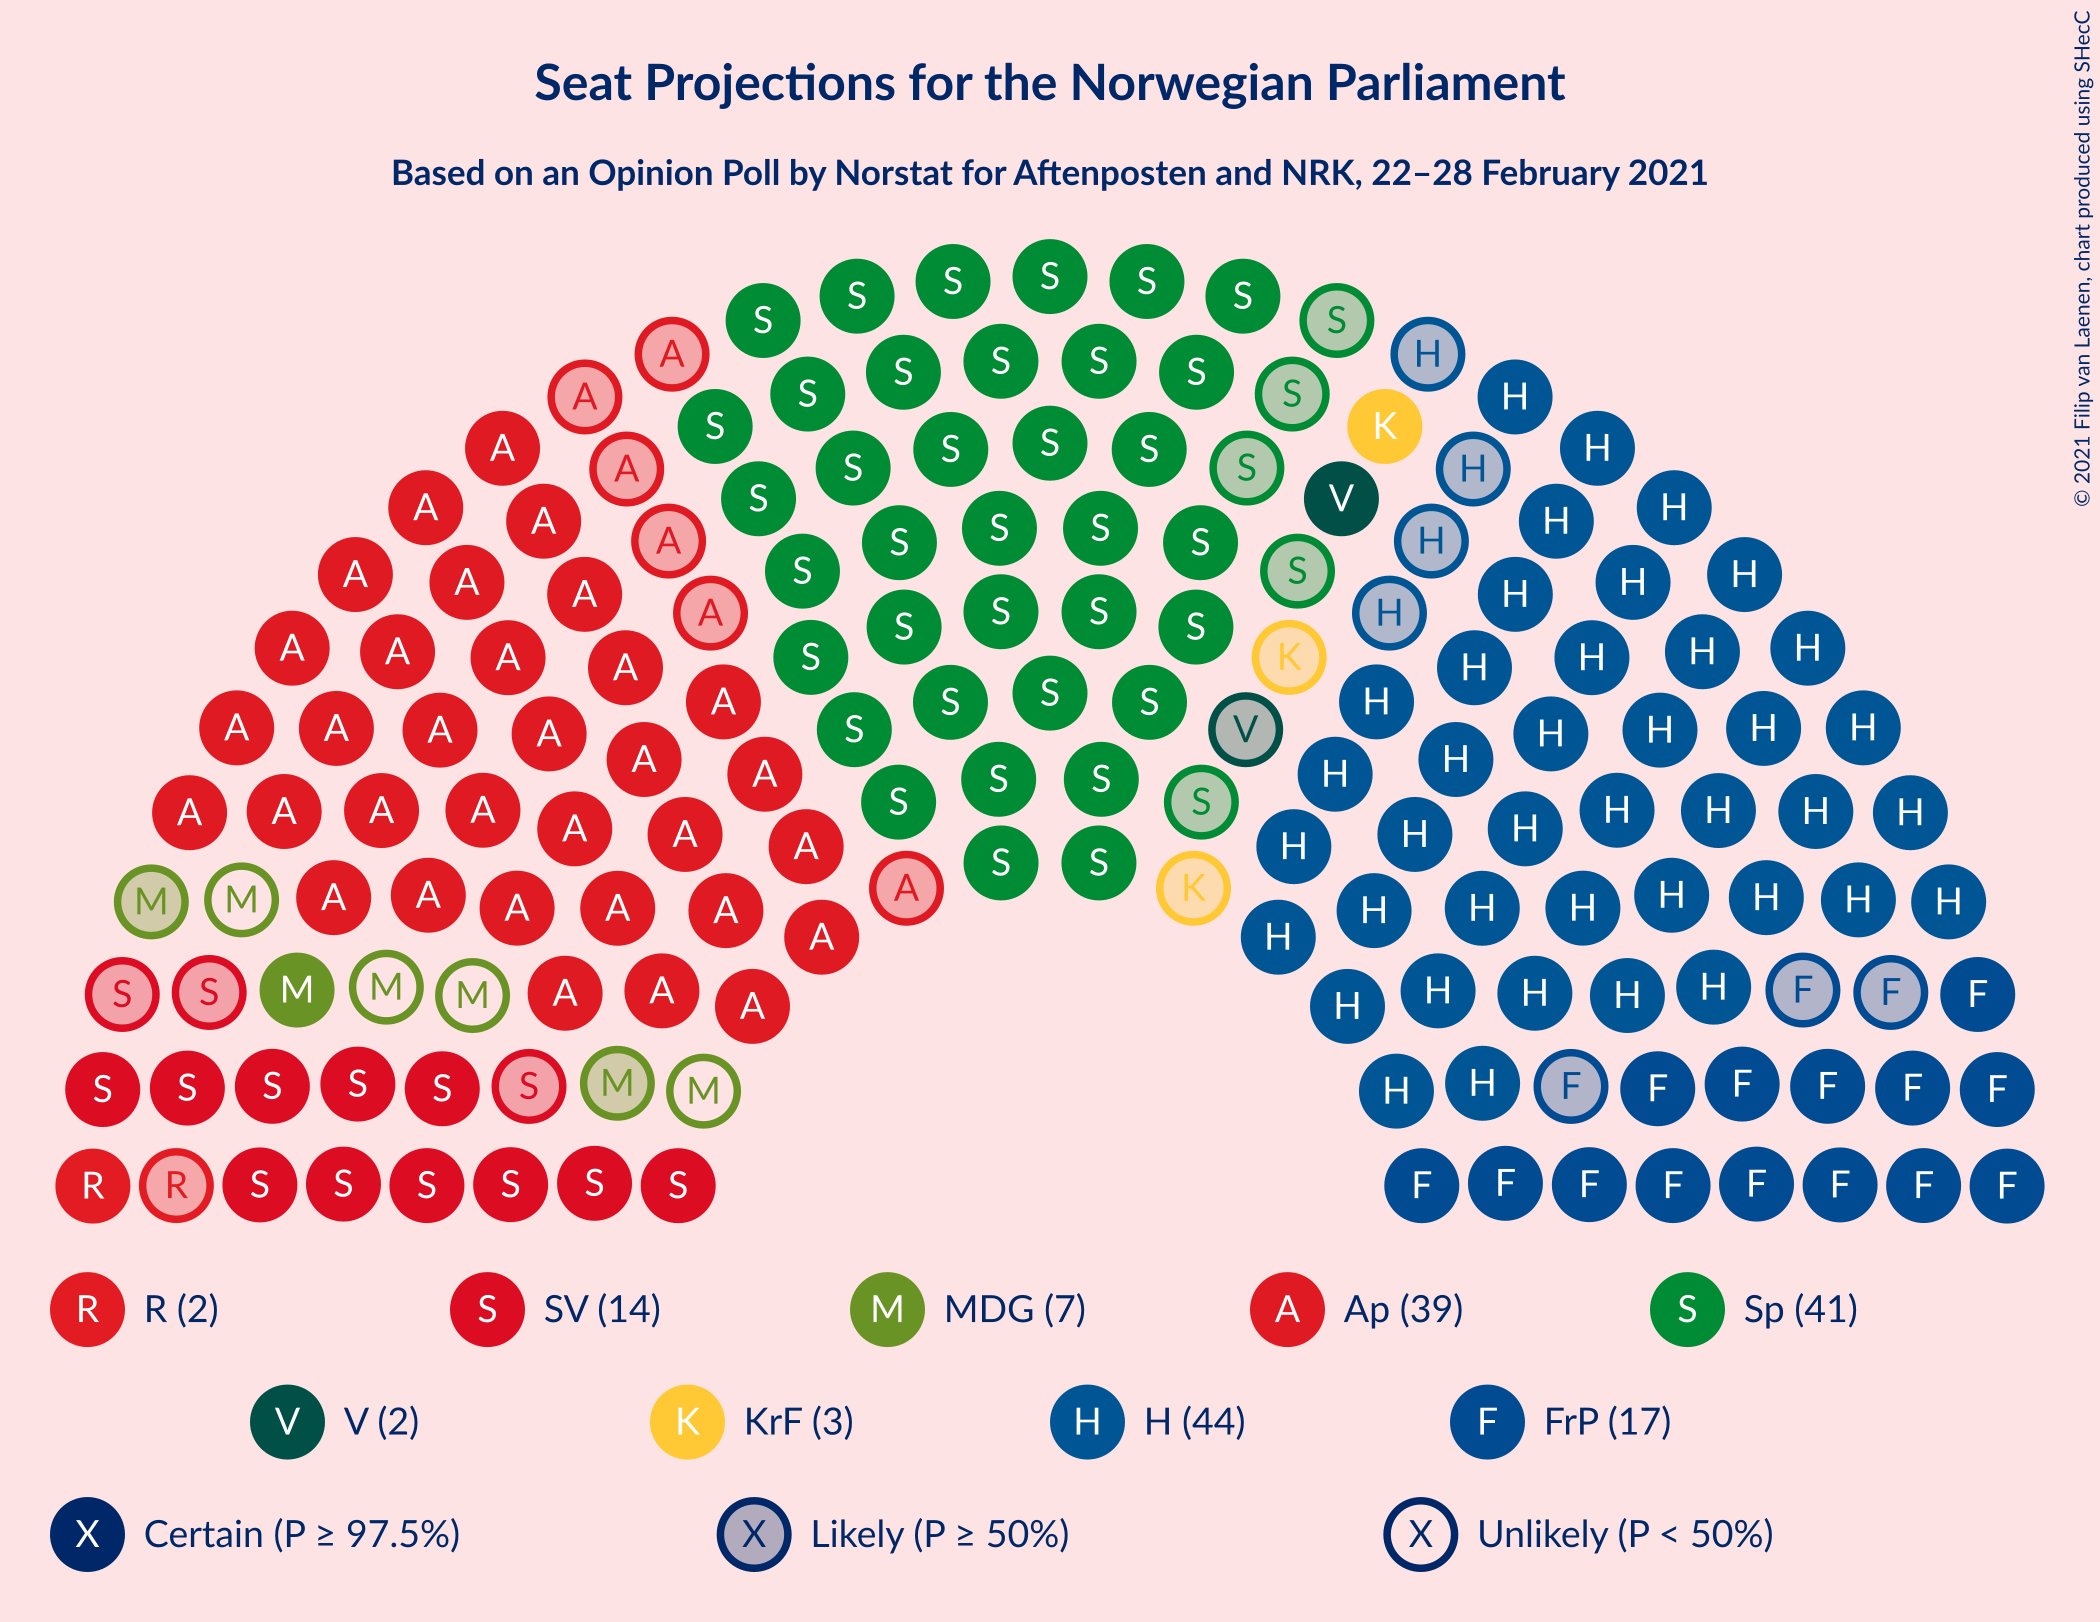 Seat Projections for the Norwegian Parliament
Based on an Opinion Poll by Norstat for Aftenposten and NRK, 22–28 February 2021
© 2021 Filip van Laenen, chart produced using SHecC
S S S S S S S
A A H H
S S S S S S K
A A H H
S S S S S V
A A A H H H
S S S S S
A A A H H H
S S S S S K
A A A A A H H H H H
S S S S V
A A A A A H H H H H
S S S S
A A A A A A A H H H H H H H
S S K
M M A A A A A A A H H H H H H H H
S S M M M A A A H H H H H F F F
S S S S S S M M H H F F F F F F
R R S S S S S S F F F F F F F F
R R (2) S SV (14) M MDG (7) A Ap (39) S Sp (41)
V V (2) K KrF (3) H H (44) F FrP (17)
X Certain (P ≥ 97.5%) X Likely (P ≥ 50%) X Unlikely (P < 50%)